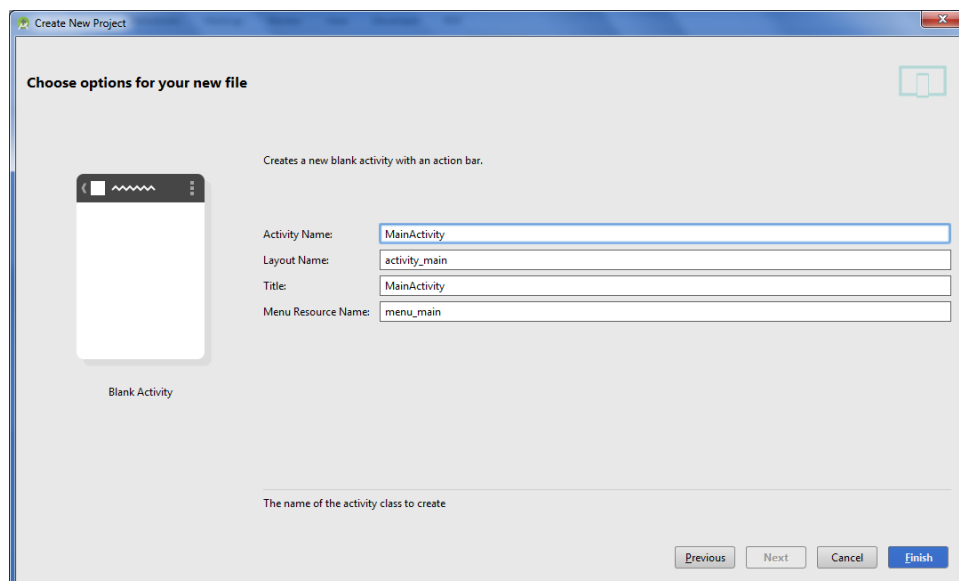 Create New Project
Choose options for your new file
Creates a new blank activity with an action bar.
Activity Name: MainActivity
Layout Name: activity_main
Title: MainActivity
Menu Resource Name: menu_main
Blank Activity
The name of the activity class to create
Previous Next Cancel Finish